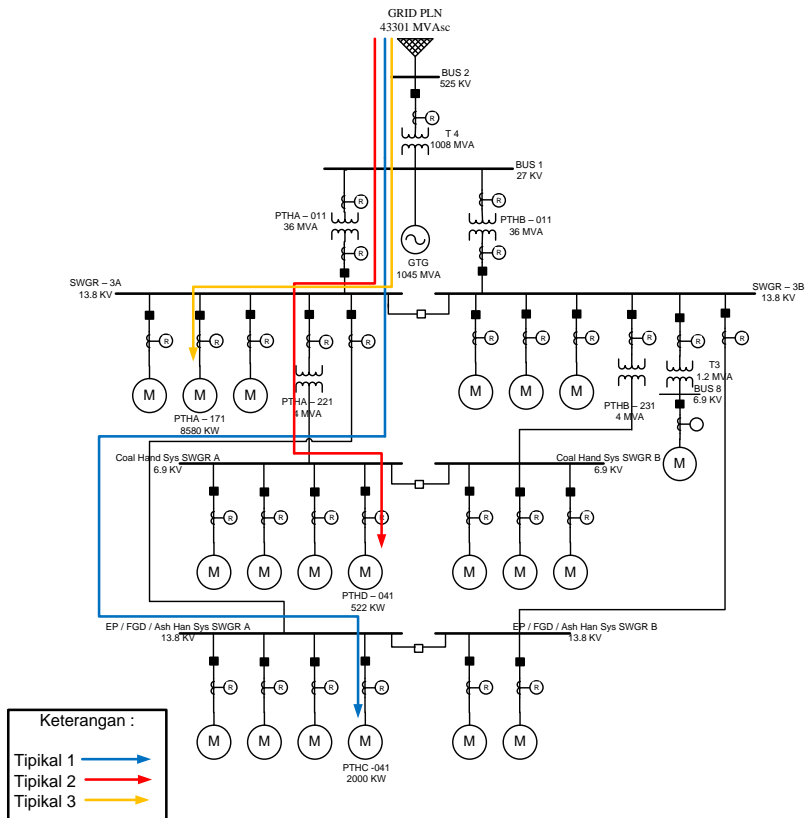 GRID PLN
43301 MVAsc
BUS 2
525 KV
R
T 4
1008 MVA
BUS 1
27 KV
R
R
PTHA – 011
36 MVA
PTHB – 011
36 MVA
GTG
1045 MVA
R
R
SWGR – 3A
13.8 KV
SWGR – 3B
13.8 KV
R
R
R
R
R
R
R
R
R
R
R
T3
1.2 MVA
BUS 8
6.9 KV
M
M
M
M
M
M
PTHA – 171
8580 KW
PTHA – 221
4 MVA
PTHB – 231
4 MVA
M
Coal Hand Sys SWGR A
6.9 KV
Coal Hand Sys SWGR B
6.9 KV
R
R
R
R
R
R
R
M
M
M
M
M
M
M
PTHD – 041
522 KW
EP / FGD / Ash Han Sys SWGR A
13.8 KV
EP / FGD / Ash Han Sys SWGR B
13.8 KV
R
R
R
R
R
R
M
M
M
M
M
M
PTHC -041
2000 KW
Keterangan :
Tipikal 1
Tipikal 2
Tipikal 3